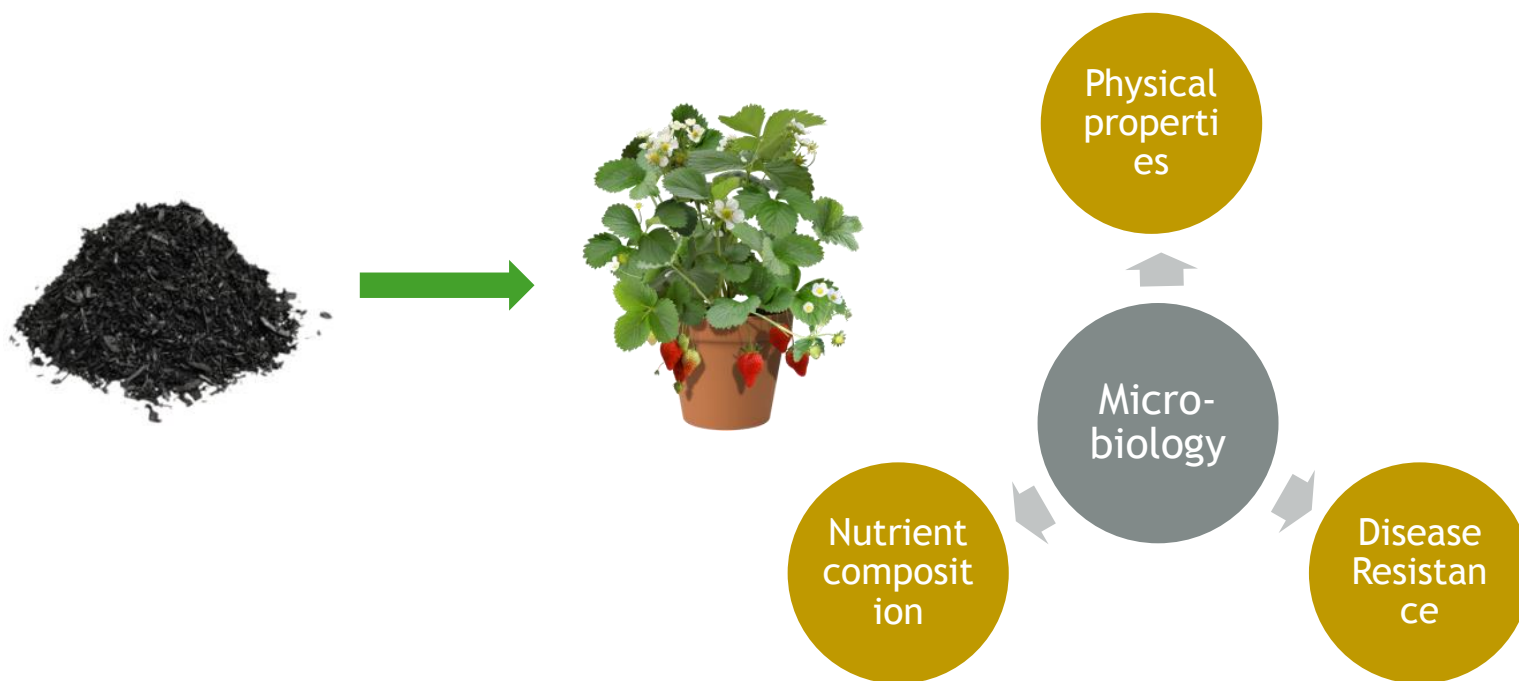 Physical
properti
es
Micro-
biology
Nutrient
composit
ion
Disease
Resistan
ce